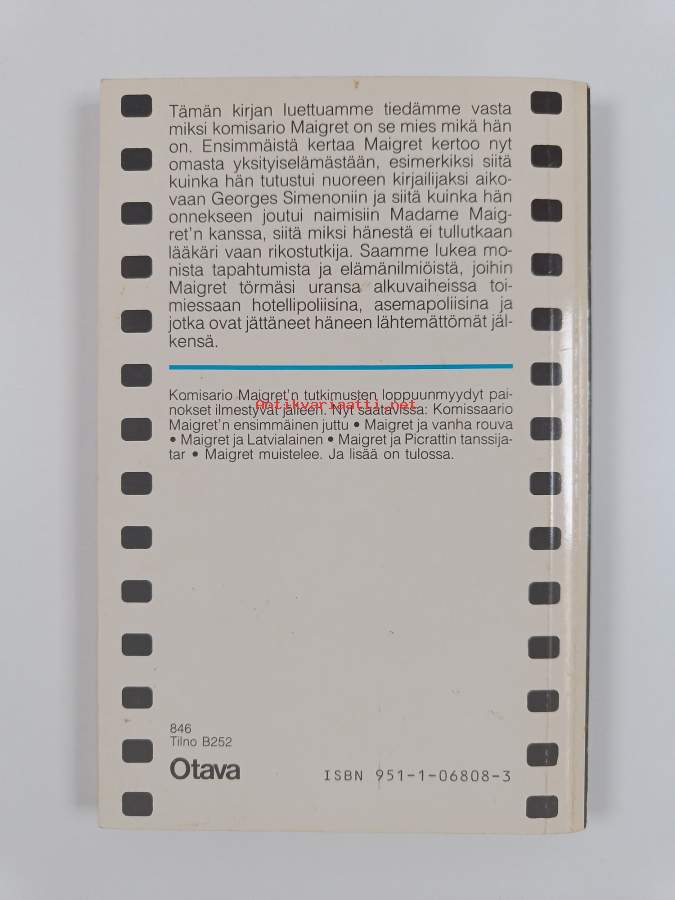 Tämän kirjan luettuamme tiedämme vasta
miksi komisario Maigret on se mies mikä hän
on. Ensimmäistä kertaa Maigret kertoo nyt
omasta yksityiselämästään, esimerkiksi siitä
kuinka hän tutustui nuoreen kirjailijaksi aiko-
vaan Georges Simenoniin ja siitä kuinka hän
onnekseen joutui naimisiin Madame Maig-
ret'n kanssa, siitä miksi hänestä ei tullutkaan
lääkäri vaan rikostutkija. Saamme lukea mo-
nista tapahtumista ja elämänilmiöistä, joihin
Maigret törmäsi uransa alkuvaiheissa toi-
miessaan hotellipoliisina, asemapoliisina ja
jotka ovat jättäneet häneen lähtemättömät jäl-
kensä.
Komisario Maigret'n tutkimusten loppuunmyydyt pai-
nokset ilmestyvät jälleen. Nyt saatavissa: Komissaario
Antikvariaatti.net
Maigret'n ensimmäinen juttu • Maigret ja vanha rouva
• Maigret ja Latvialainen • Maigret ja Picrattin tanssija-
tar • Maigret muistelee. Ja lisää on tulossa.
846
Tilno B252
Otava
ISBN 951-1-06808-3